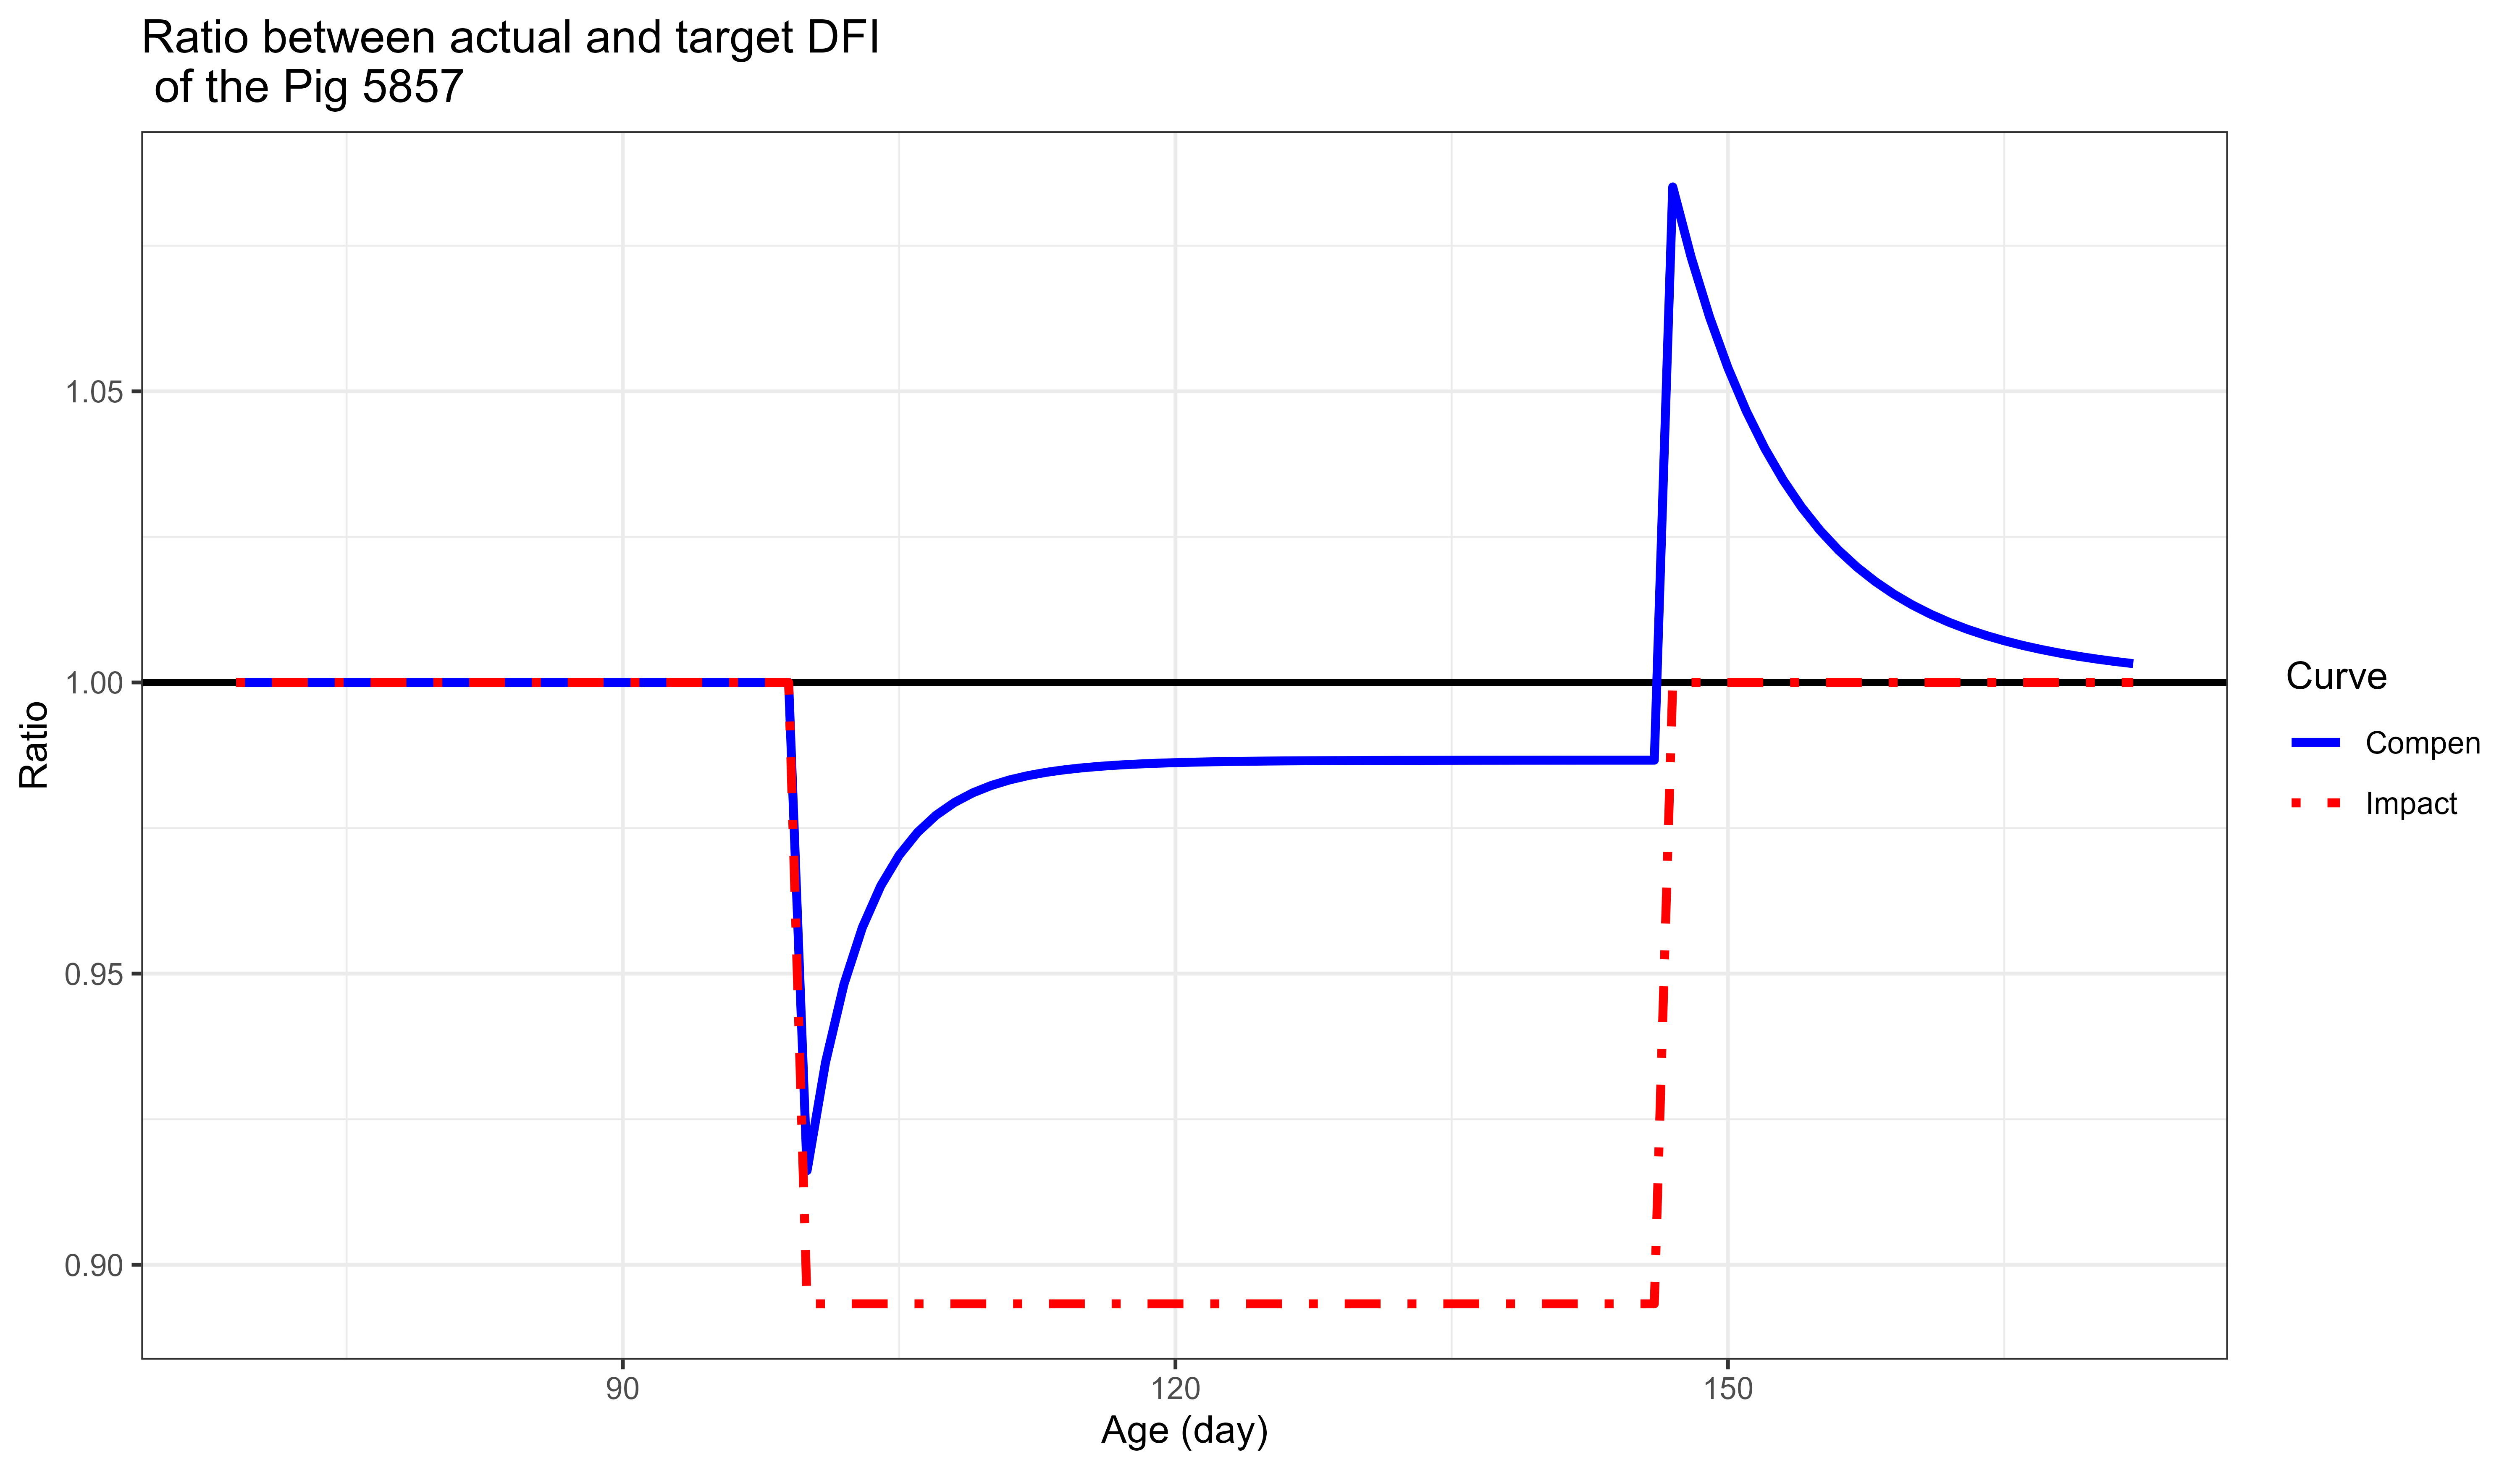 Ratio between actual and target DFI
of the Pig 5857
1.05
1.00
0.95
0.90
Ratio
90
120
150
Age (day)
Curve
Compen
Impact